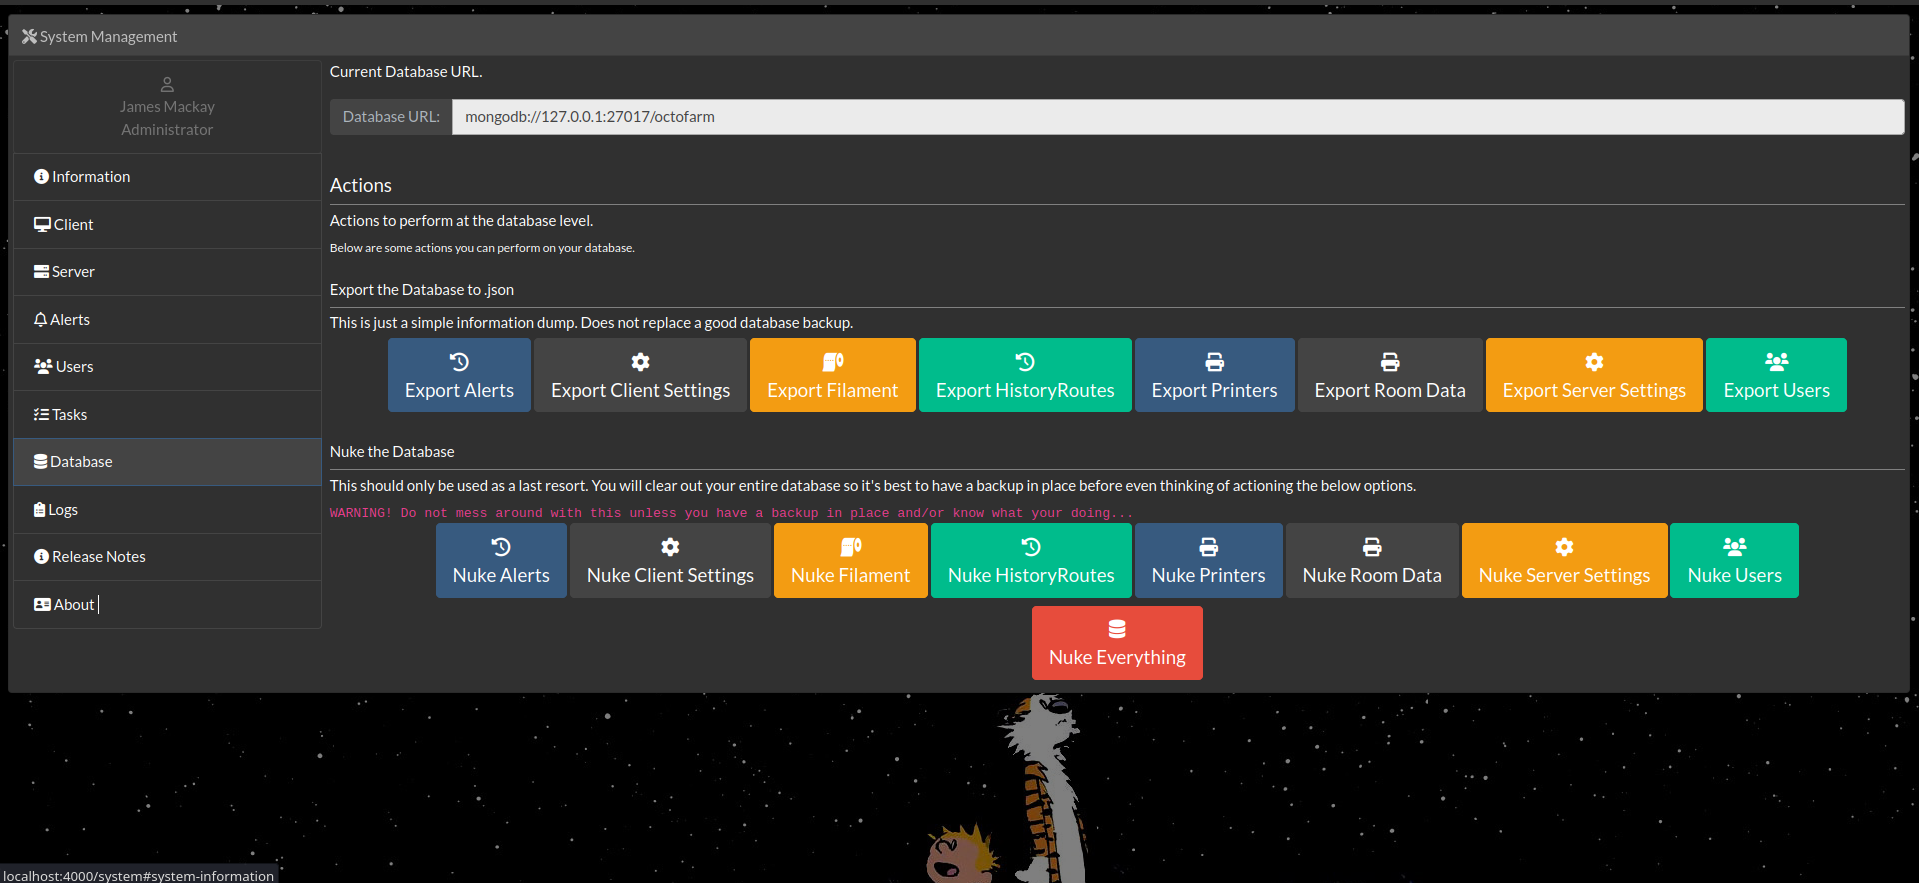 System Management
James Mackay
Administrator
Information
Client
Server
Alerts
Users
Tasks
Database
Logs
Release Notes
About
Current Database URL.
Database URL: mongodb://127.0.0.1:27017/octofarm
Actions
Actions to perform at the database level.
Below are some actions you can perform on your database.
Export the Database to .json
This is just a simple information dump. Does not replace a good database backup.
Export Alerts Export Client Settings Export Filament Export HistoryRoutes Export Printers Export Room Data Export Server Settings Export Users
Nuke the Database
This should only be used as a last resort. You will clear out your entire database so it's best to have a backup in place before even thinking of actioning the below options.
WARNING! Do not mess around with this unless you have a backup in place and/or know what your doing...
Nuke Alerts Nuke Client Settings Nuke Filament Nuke HistoryRoutes Nuke Printers Nuke Room Data Nuke Server Settings Nuke Users
Nuke Everything
localhost:4000/system#system-information